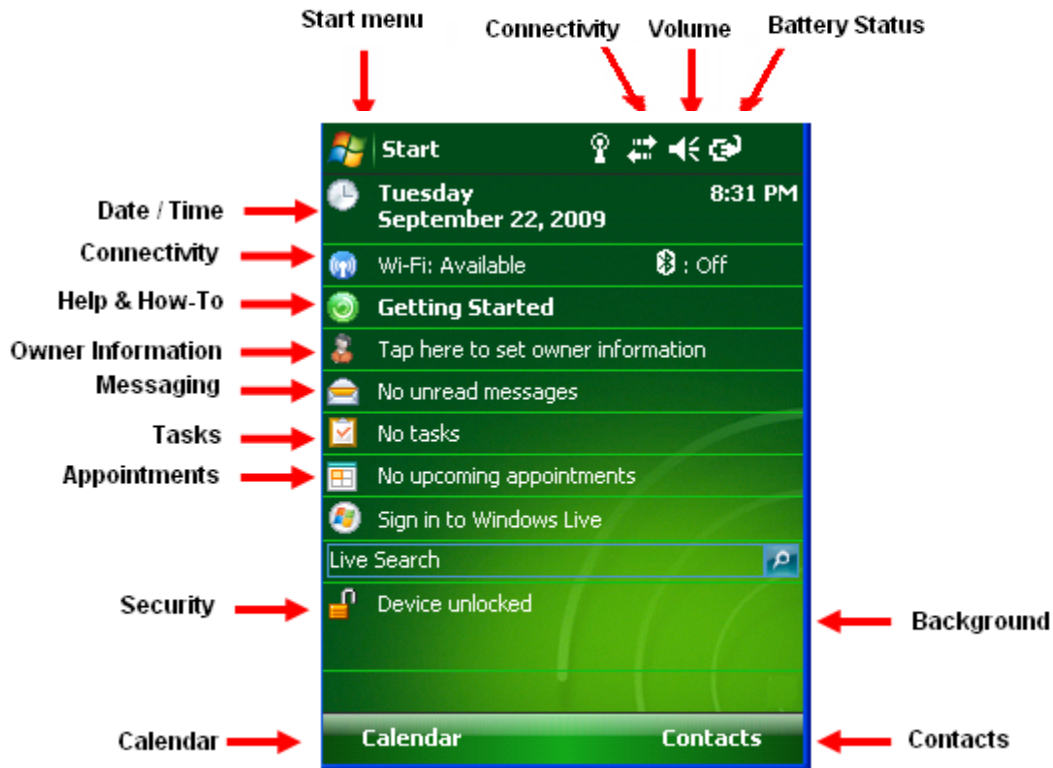 Start menu
Connectivity
Volume
Battery Status
Start
Date / Time
Tuesday
8:31 PM
September 22, 2009
Connectivity
Wi-Fi: Available
: Off
Help & How-To
Getting Started
Owner Information
Tap here to set owner information
Messaging
No unread messages
Tasks
No tasks
Appointments
No upcoming appointments
Sign in to Windows Live
Live Search
Security
Device unlocked
Background
Calendar
Calendar
Contacts
Contacts